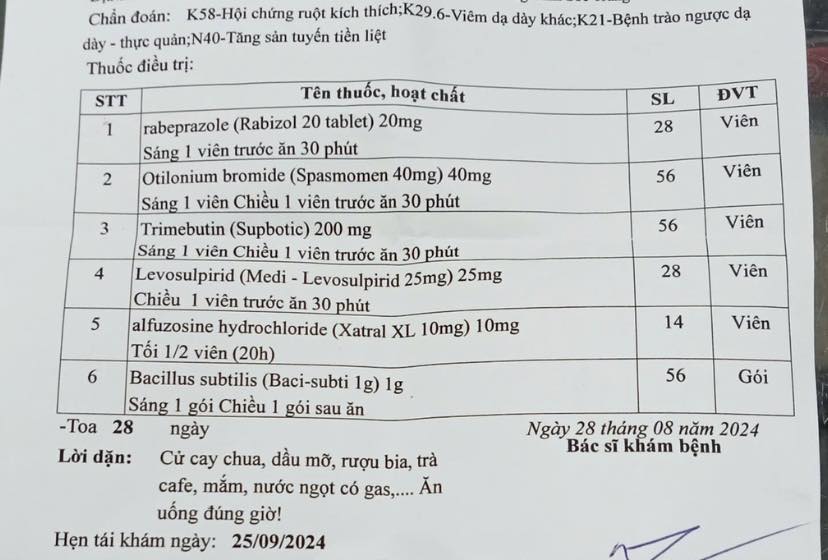 Chẩn đoán: K58-Hội chứng ruột kích thích;K29.6-Viêm dạ dày khác;K21-Bệnh trào ngược dạ
dày - thực quản;N40-Tăng sản tuyến tiền liệt
Thuốc điều trị:
STT Tên thuốc, hoạt chất SL ĐVT
1 rabeprazole (Rabizol 20 tablet) 20mg 28 Viên
Sáng 1 viên trước ăn 30 phút
2 Otilonium bromide (Spasmomen 40mg) 40mg 56 Viên
Sáng 1 viên Chiều 1 viên trước ăn 30 phút
3 Trimebutin (Supbotic) 200 mg 56 Viên
Sáng 1 viên Chiều 1 viên trước ăn 30 phút
4 Levosulpirid (Medi - Levosulpirid 25mg) 25mg 28 Viên
Chiều 1 viên trước ăn 30 phút
5 alfuzosine hydrochloride (Xatral XL 10mg) 10mg 14 Viên
Tối 1/2 viên (20h)
6 Bacillus subtilis (Baci-subti 1g) 1g 56 Gói
Sáng 1 gói Chiều 1 gói sau ăn
-Toa 28 ngày
Ngày 28 tháng 08 năm 2024
Bác sĩ khám bệnh
Lời dặn: Cử cay chua, dầu mỡ, rượu bia, trà
cafe, mắm, nước ngọt có gas,.... Ăn
uống đúng giờ!
Hẹn tái khám ngày: 25/09/2024